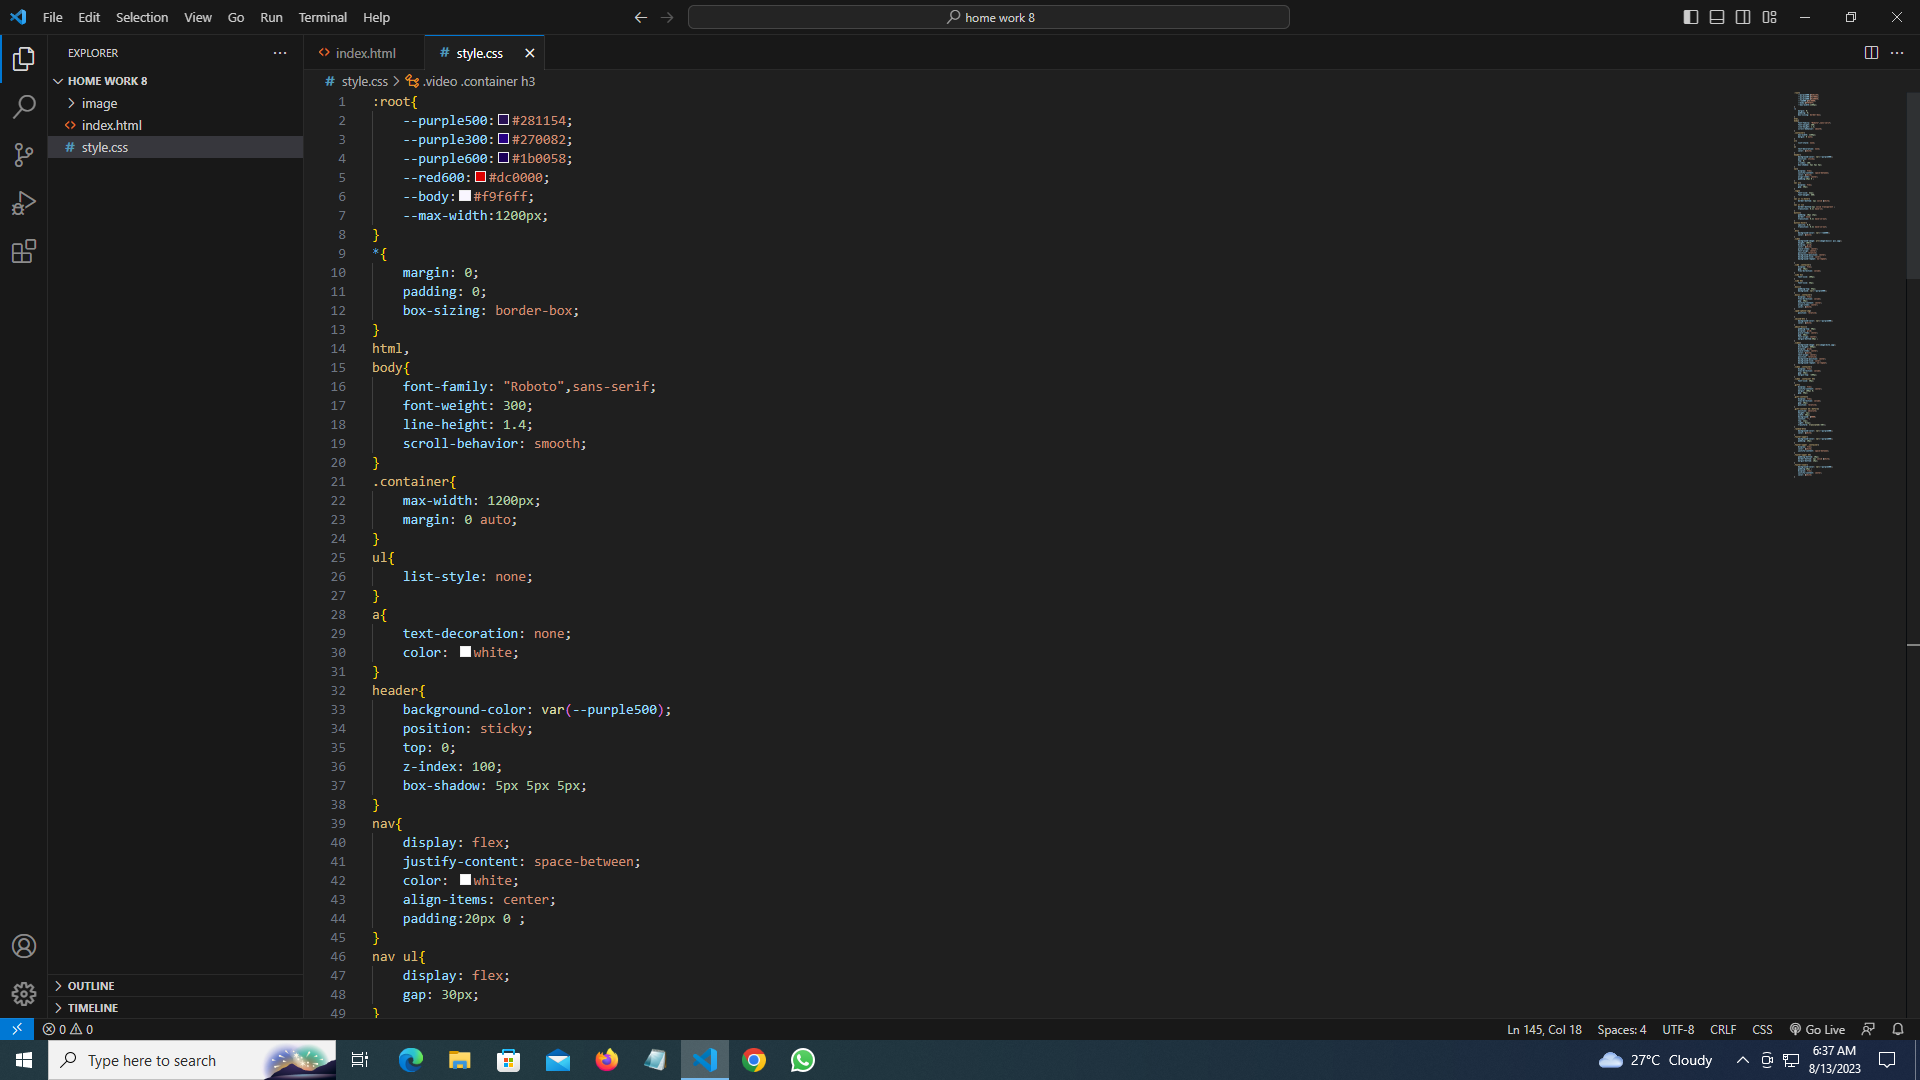 File Edit Selection View Go Run Terminal Help
home work 8
EXPLORER
HOME WORK 8
image
index.html
style.css
OUTLINE
TIMELINE
index.html
style.css
style.css > .video .container h3
1 :root{
2 --purple500: #281154;
3 --purple300: #270082;
4 --purple600: #1b0058;
5 --red600: #dc0000;
6 --body: #f9f6ff;
7 --max-width:1200px;
8 }
9 *{
10 margin: 0;
11 padding: 0;
12 box-sizing: border-box;
13 }
14 html,
15 body{
16 font-family: "Roboto",sans-serif;
17 font-weight: 300;
18 line-height: 1.4;
19 scroll-behavior: smooth;
20 }
21 .container{
22 max-width: 1200px;
23 margin: 0 auto;
24 }
25 ul{
26 list-style: none;
27 }
28 a{
29 text-decoration: none;
30 color: white;
31 }
32 header{
33 background-color: var(--purple500);
34 position: sticky;
35 top: 0;
36 z-index: 100;
37 box-shadow: 5px 5px 5px;
38 }
39 nav{
40 display: flex;
41 justify-content: space-between;
42 color: white;
43 align-items: center;
44 padding:20px 0 ;
45 }
46 nav ul{
47 display: flex;
48 gap: 30px;
49 }
0 0
Ln 145, Col 18 Spaces: 4 UTF-8 CRLF CSS Go Live
Type here to search
27°C Cloudy
6:37 AM
8/13/2023